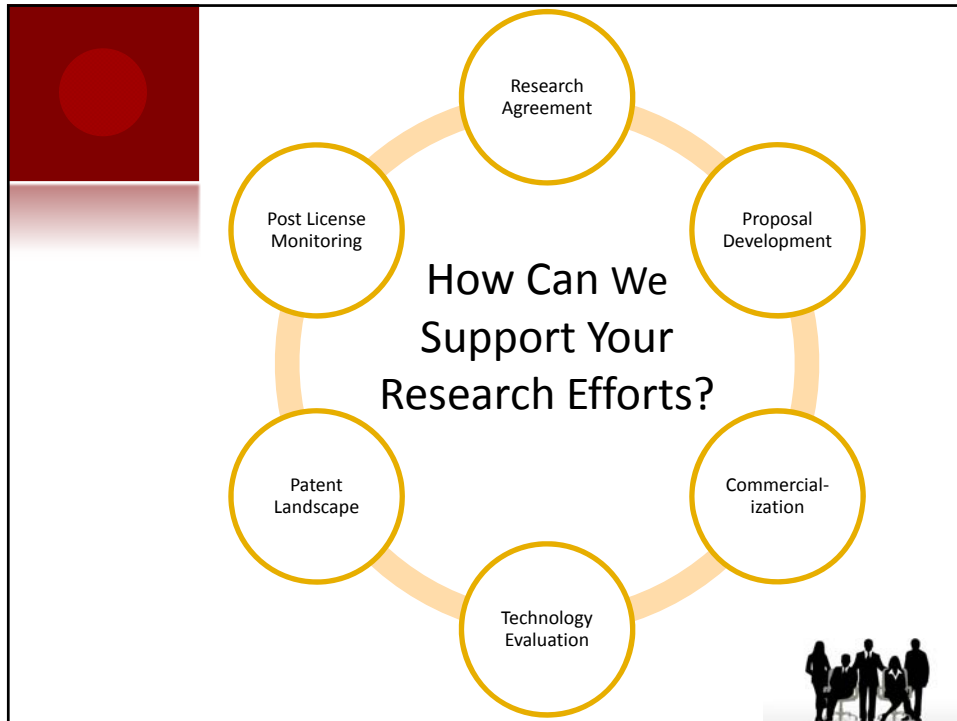 Research
Agreement
Proposal
Development
Commercial-
ization
Technology
Evaluation
Patent
Landscape
Post License
Monitoring
How Can We
Support Your
Research Efforts?